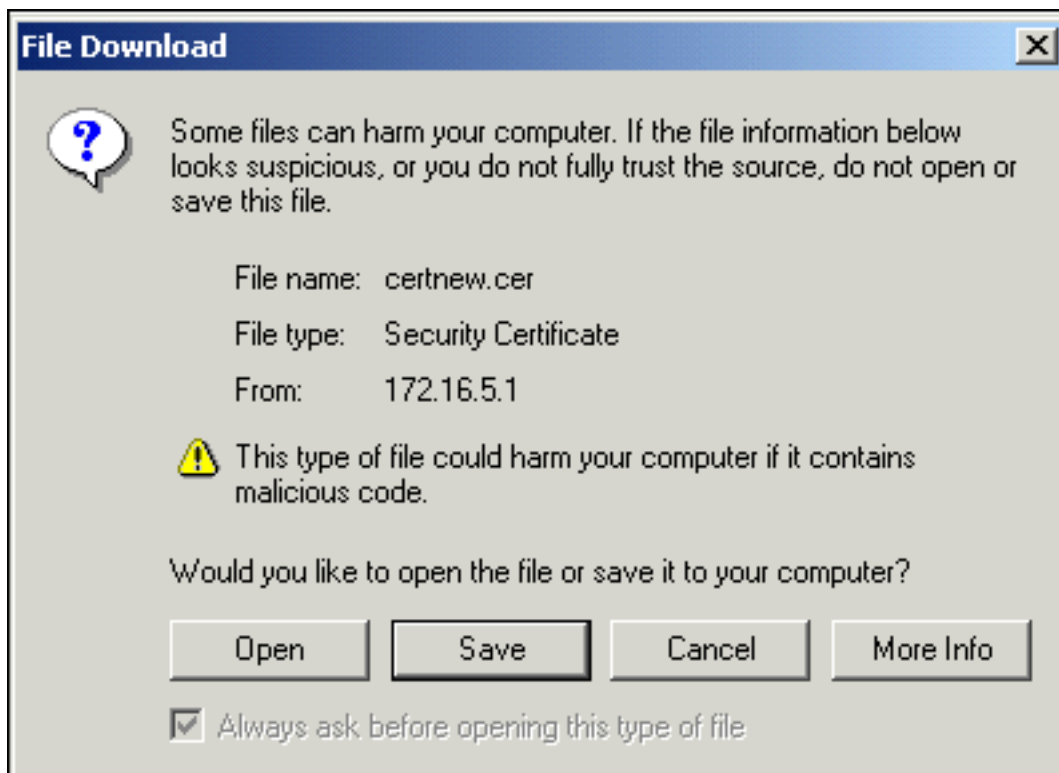 File Download
Some files can harm your computer. If the file information below
looks suspicious, or you do not fully trust the source, do not open or
save this file.
File name: certnew.cer
File type: Security Certificate
From: 172.16.5.1
This type of file could harm your computer if it contains
malicious code.
Would you like to open the file or save it to your computer?
Open Save Cancel More Info
Always ask before opening this type of file